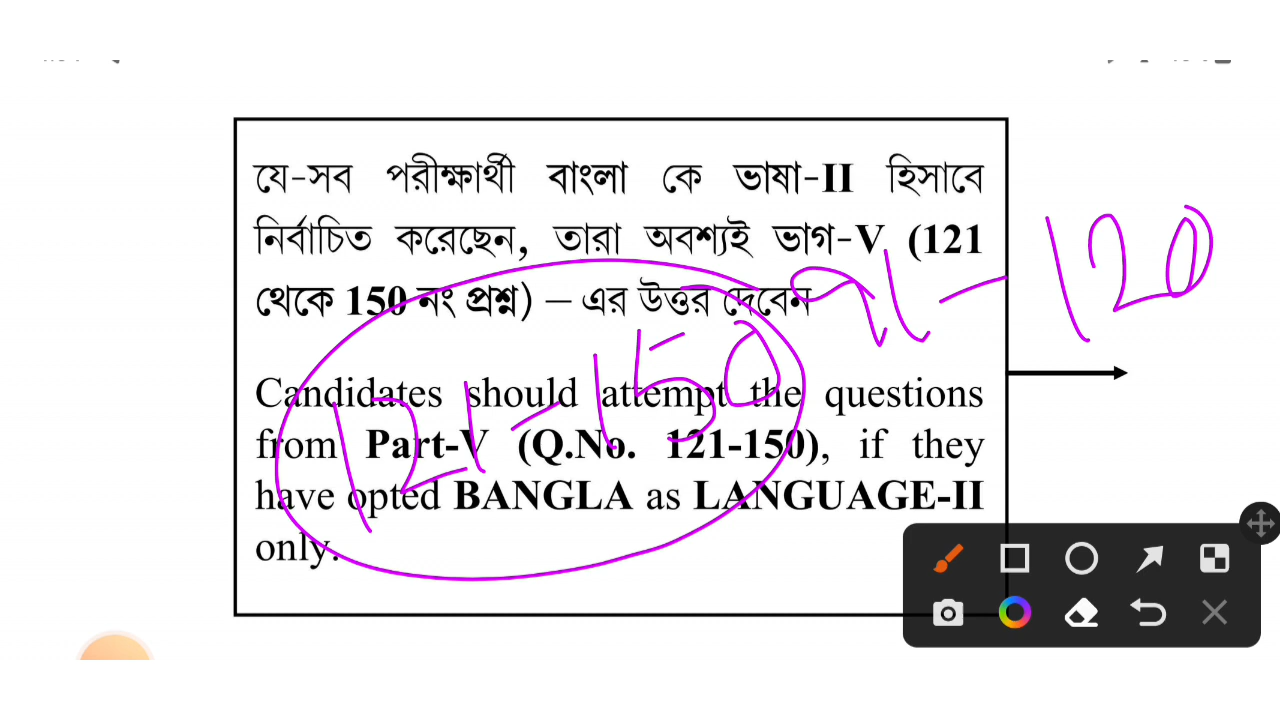 যে-সব পরীক্ষার্থী বাংলা কে ভাষা-II হিসাবে
নির্বাচিত করেছেন, তারা অবশ্যই ভাগ-V (121
থেকে 150 নং প্রশ্ন) – এর উত্তর দেবেন
91-120
121-150
Candidates should attempt the questions
from Part-V (Q.No. 121-150), if they
have opted BANGLA as LANGUAGE-II
only.